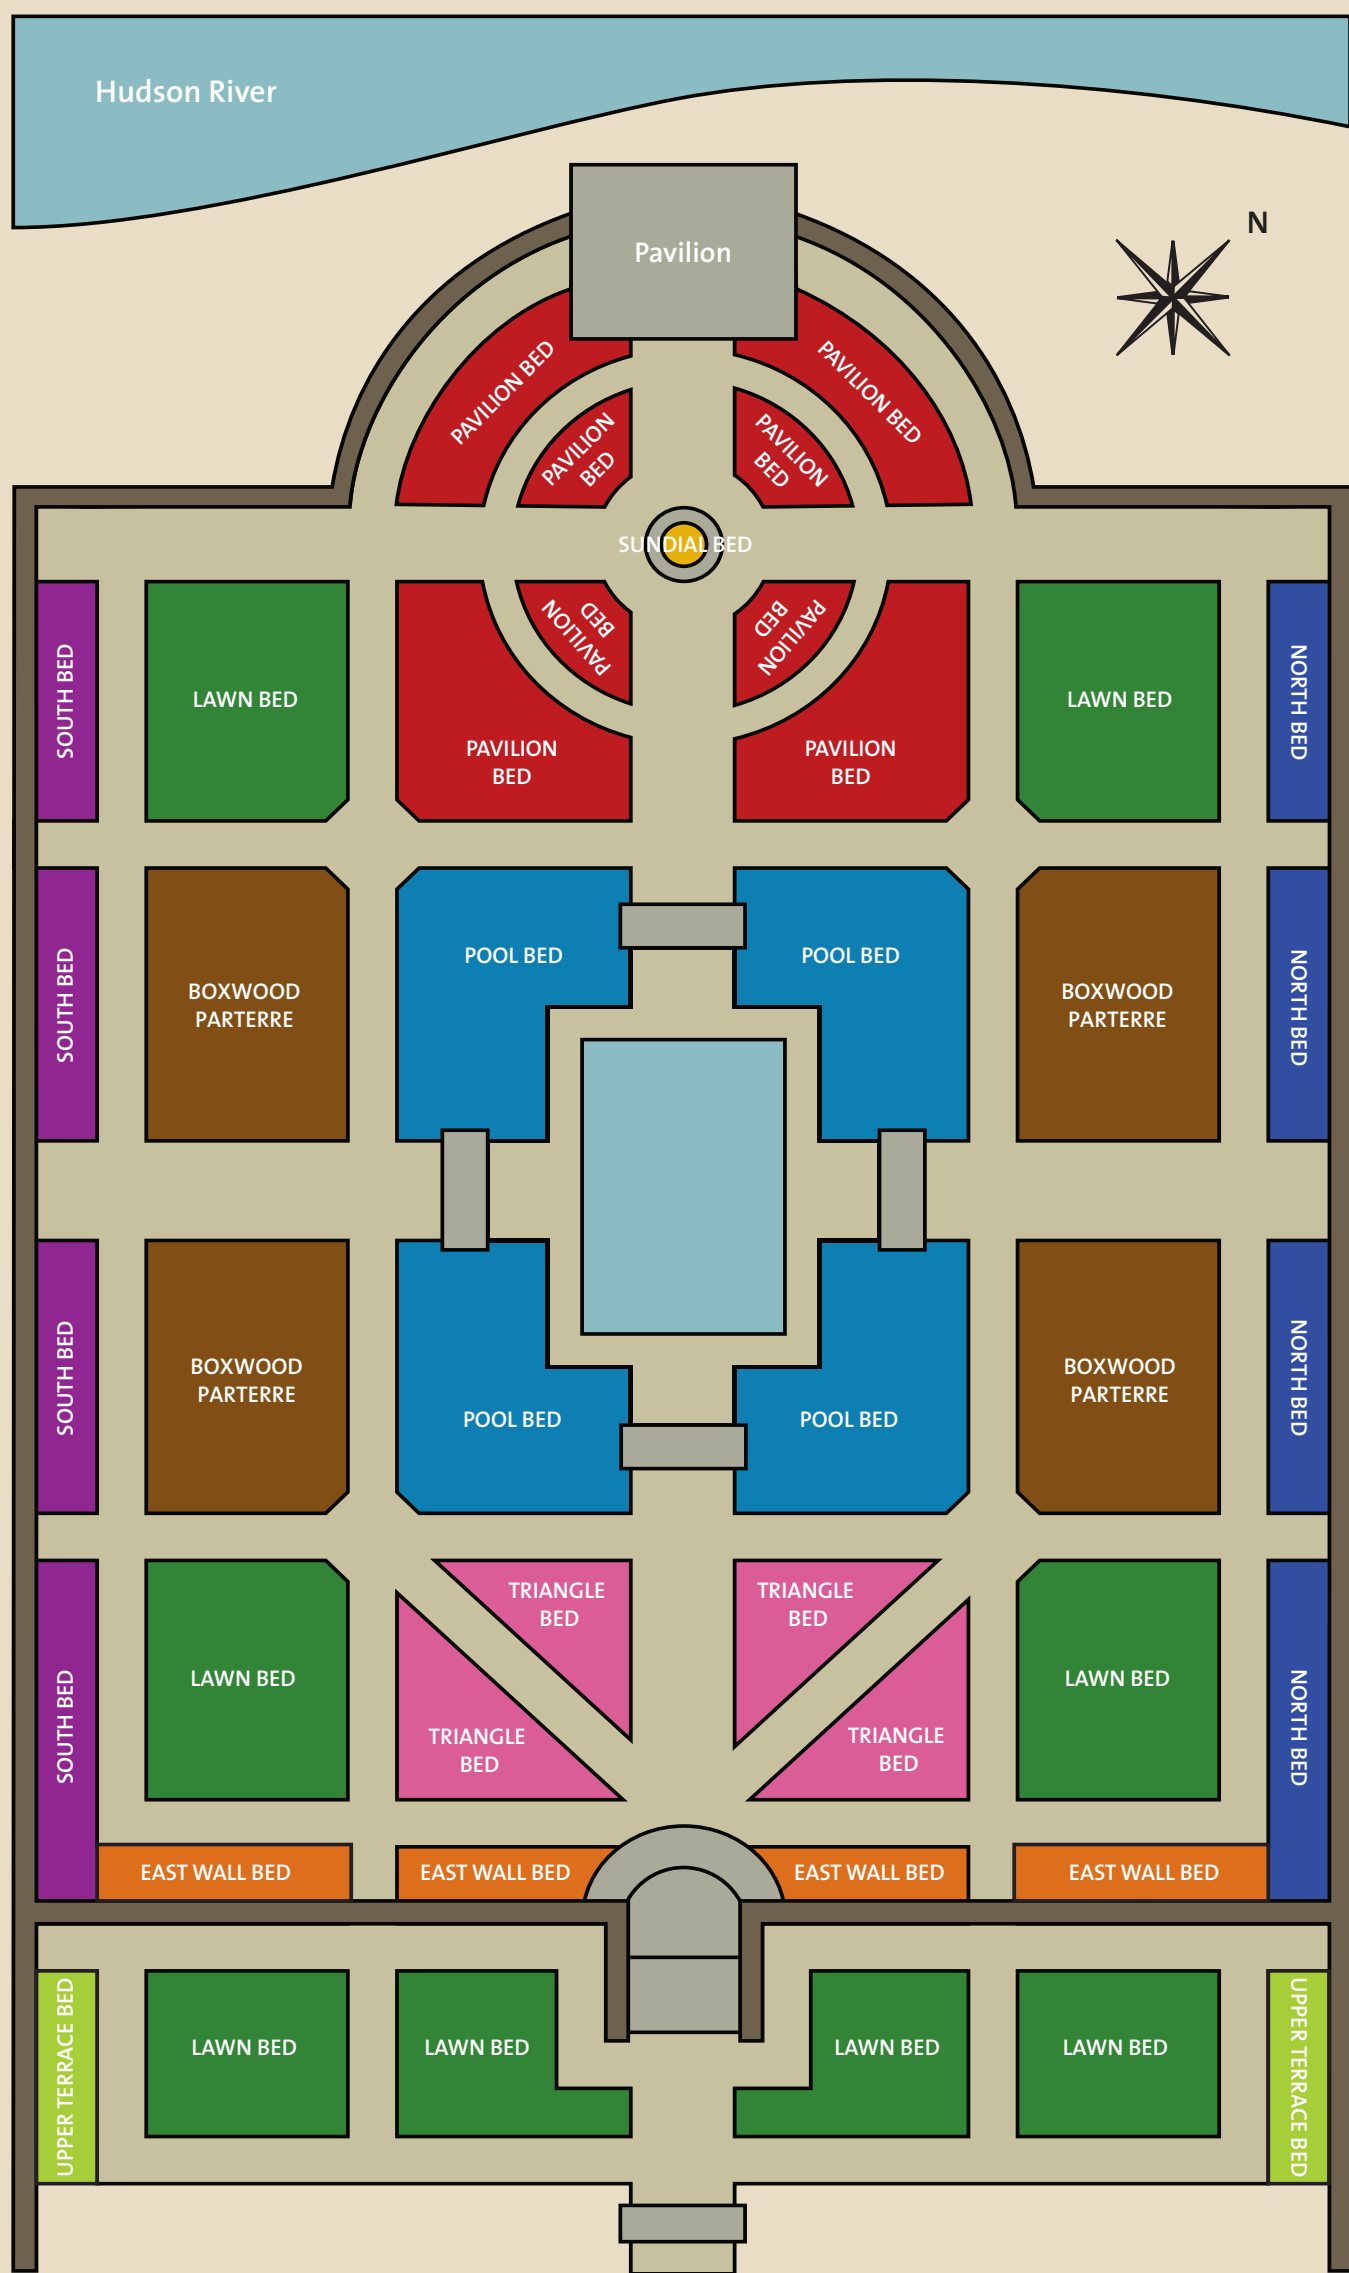 Hudson River
N
Pavilion
PAVILION BED
PAVILION BED
PAVILION
BED
PAVILION
BED
SUNDIAL BED
PAVILION
BED
PAVILION
BED
SOUTH BED
LAWN BED
PAVILION
BED
PAVILION
BED
LAWN BED
NORTH BED
SOUTH BED
BOXWOOD
PARTERRE
POOL BED
POOL BED
BOXWOOD
PARTERRE
NORTH BED
SOUTH BED
BOXWOOD
PARTERRE
POOL BED
POOL BED
BOXWOOD
PARTERRE
NORTH BED
SOUTH BED
LAWN BED
TRIANGLE
BED
TRIANGLE
BED
TRIANGLE
BED
TRIANGLE
BED
LAWN BED
NORTH BED
EAST WALL BED
EAST WALL BED
EAST WALL BED
EAST WALL BED
UPPER TERRACE BED
LAWN BED
LAWN BED
LAWN BED
LAWN BED
UPPER TERRACE BED